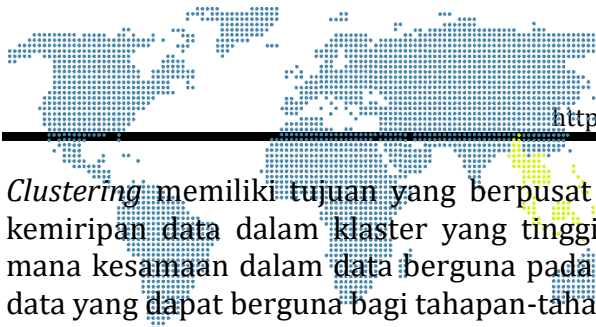 http
Clustering memiliki tujuan yang berpusat
kemiripan data dalam klaster yang tinggi
mana kesamaan dalam data berguna pada
data yang dapat berguna bagi tahapan-taha